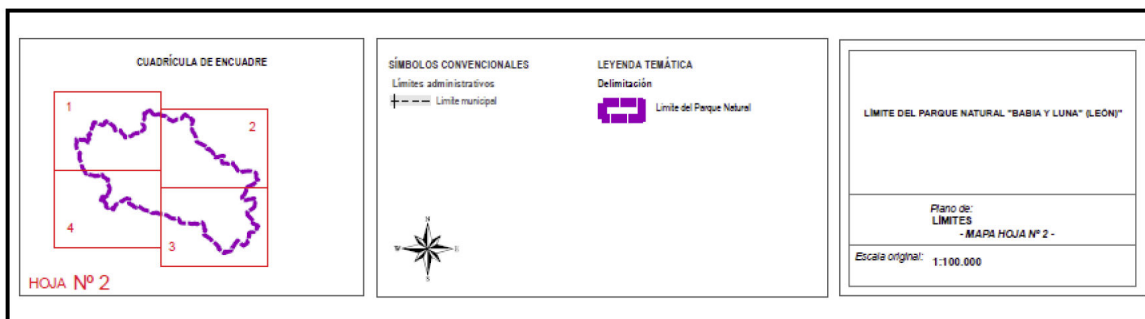 CUADRÍCULA DE ENCUADRE
1
2
4
3
HOJA Nº 2
SÍMBOLOS CONVENCIONALES
Límites administrativos
Límite municipal
LEYENDA TEMÁTICA
Delimitación
Límite del Parque Natural
N
W
E
S
LÍMITE DEL PARQUE NATURAL "BABIA Y LUNA" (LEÓN)"
Plano de:
LÍMITES
- MAPA HOJA Nº 2 -
Escala original: 1:100.000